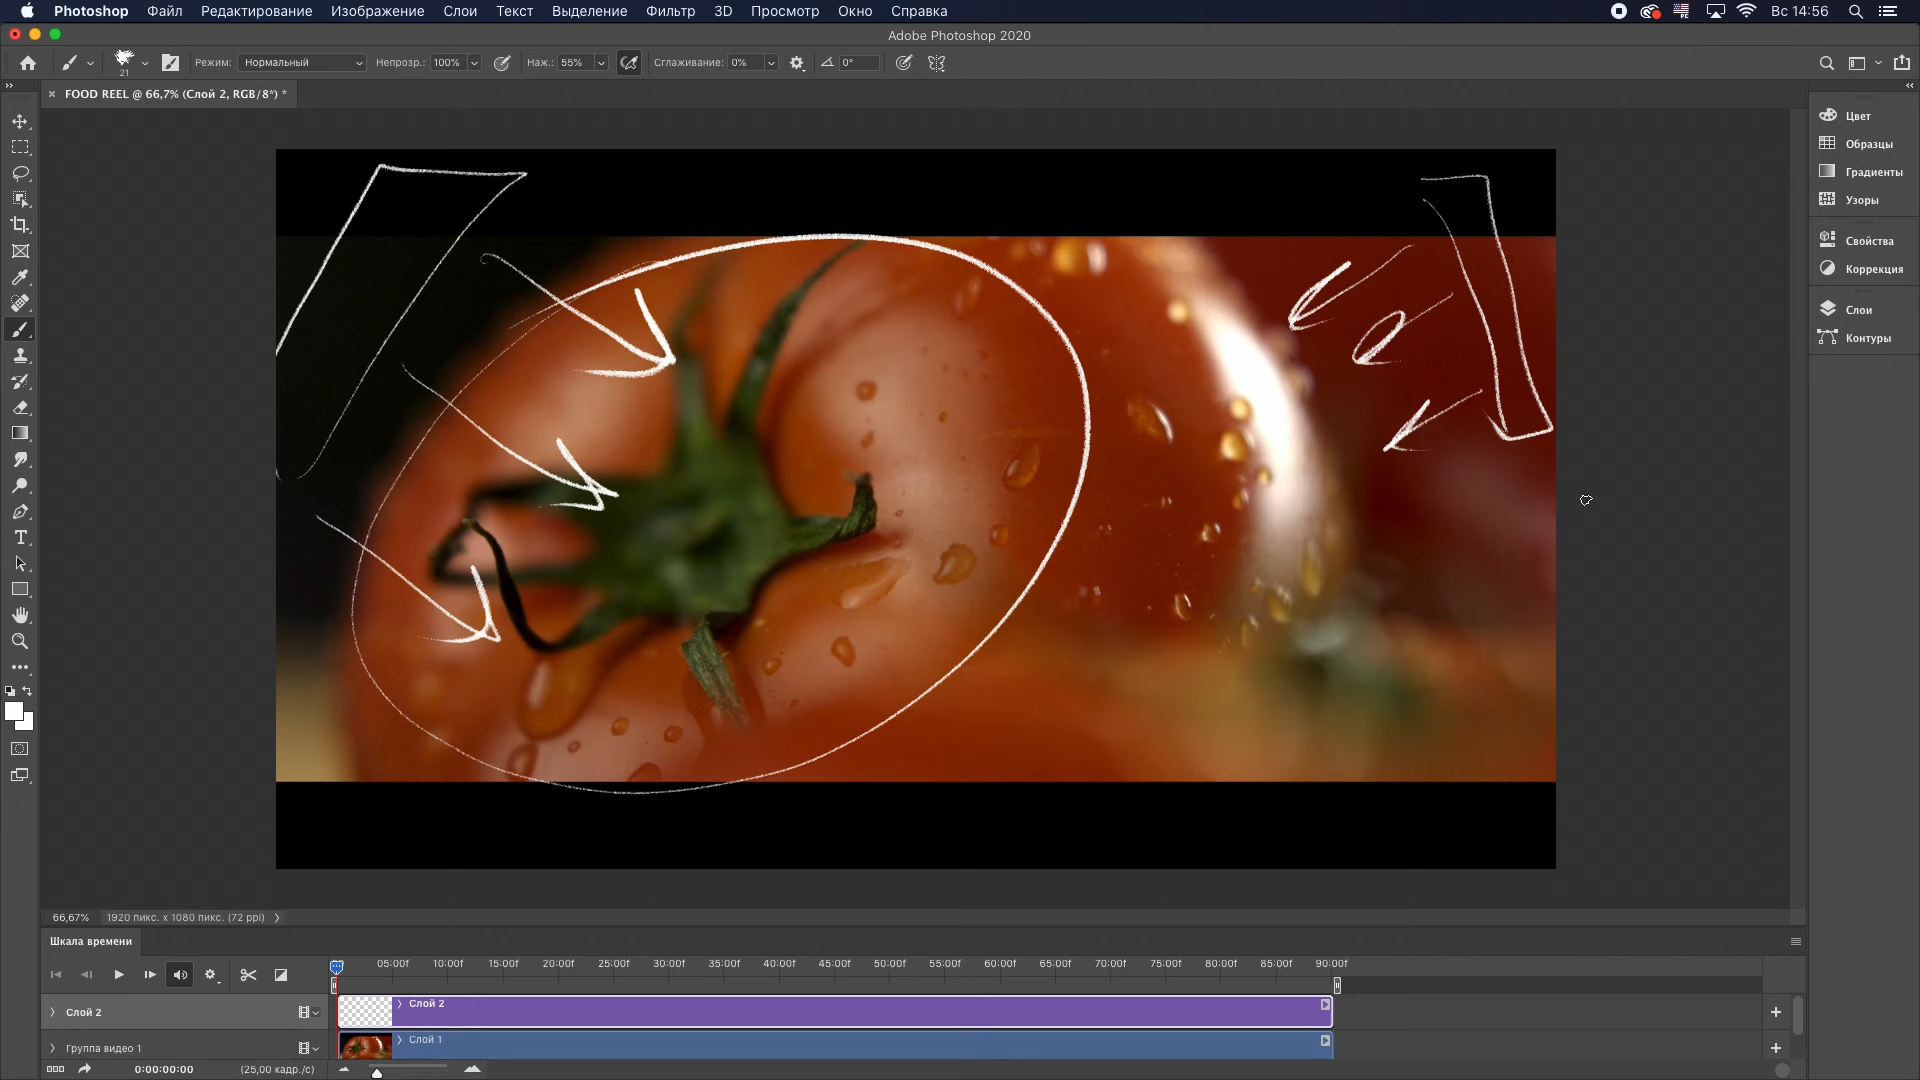 Photoshop Файл Редактирование Изображение Слои Текст Выделение Фильтр 3D Просмотр Окно Справка Вс 14:56
Adobe Photoshop 2020
21 Режим: Нормальный Непрозр.: 100% Наж.: 55% Сглаживание: 0% 0°
FOOD REEL @ 66,7% (Слой 2, RGB/8*) *
Цвет
Образцы
Градиенты
Узоры
Свойства
Коррекция
Слои
Контуры
66,67% 1920 пикс. x 1080 пикс. (72 ppi)
Шкала времени
05:00f 10:00f 15:00f 20:00f 25:00f 30:00f 35:00f 40:00f 45:00f 50:00f 55:00f 60:00f 65:00f 70:00f 75:00f 80:00f 85:00f 90:00f
Слой 2 Слой 2
Группа видео 1 Слой 1
0:00:00:00 (25,00 кадр./с)